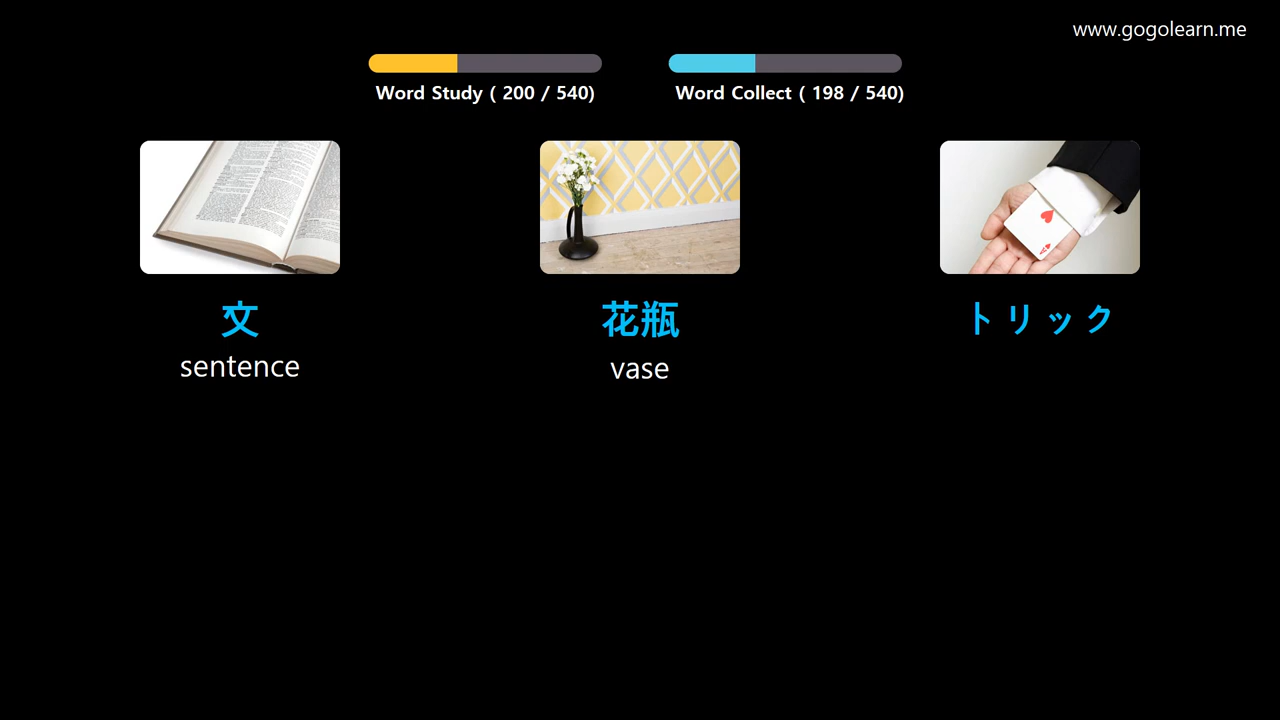 www.gogolearn.me
Word Study ( 200 / 540)
Word Collect ( 198 / 540)
文
sentence
花瓶
vase
トリック